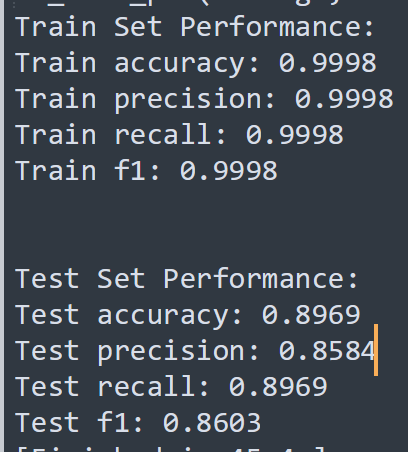 Train Set Performance:
Train accuracy: 0.9998
Train precision: 0.9998
Train recall: 0.9998
Train f1: 0.9998
Test Set Performance:
Test accuracy: 0.8969
Test precision: 0.8584
Test recall: 0.8969
Test f1: 0.8603